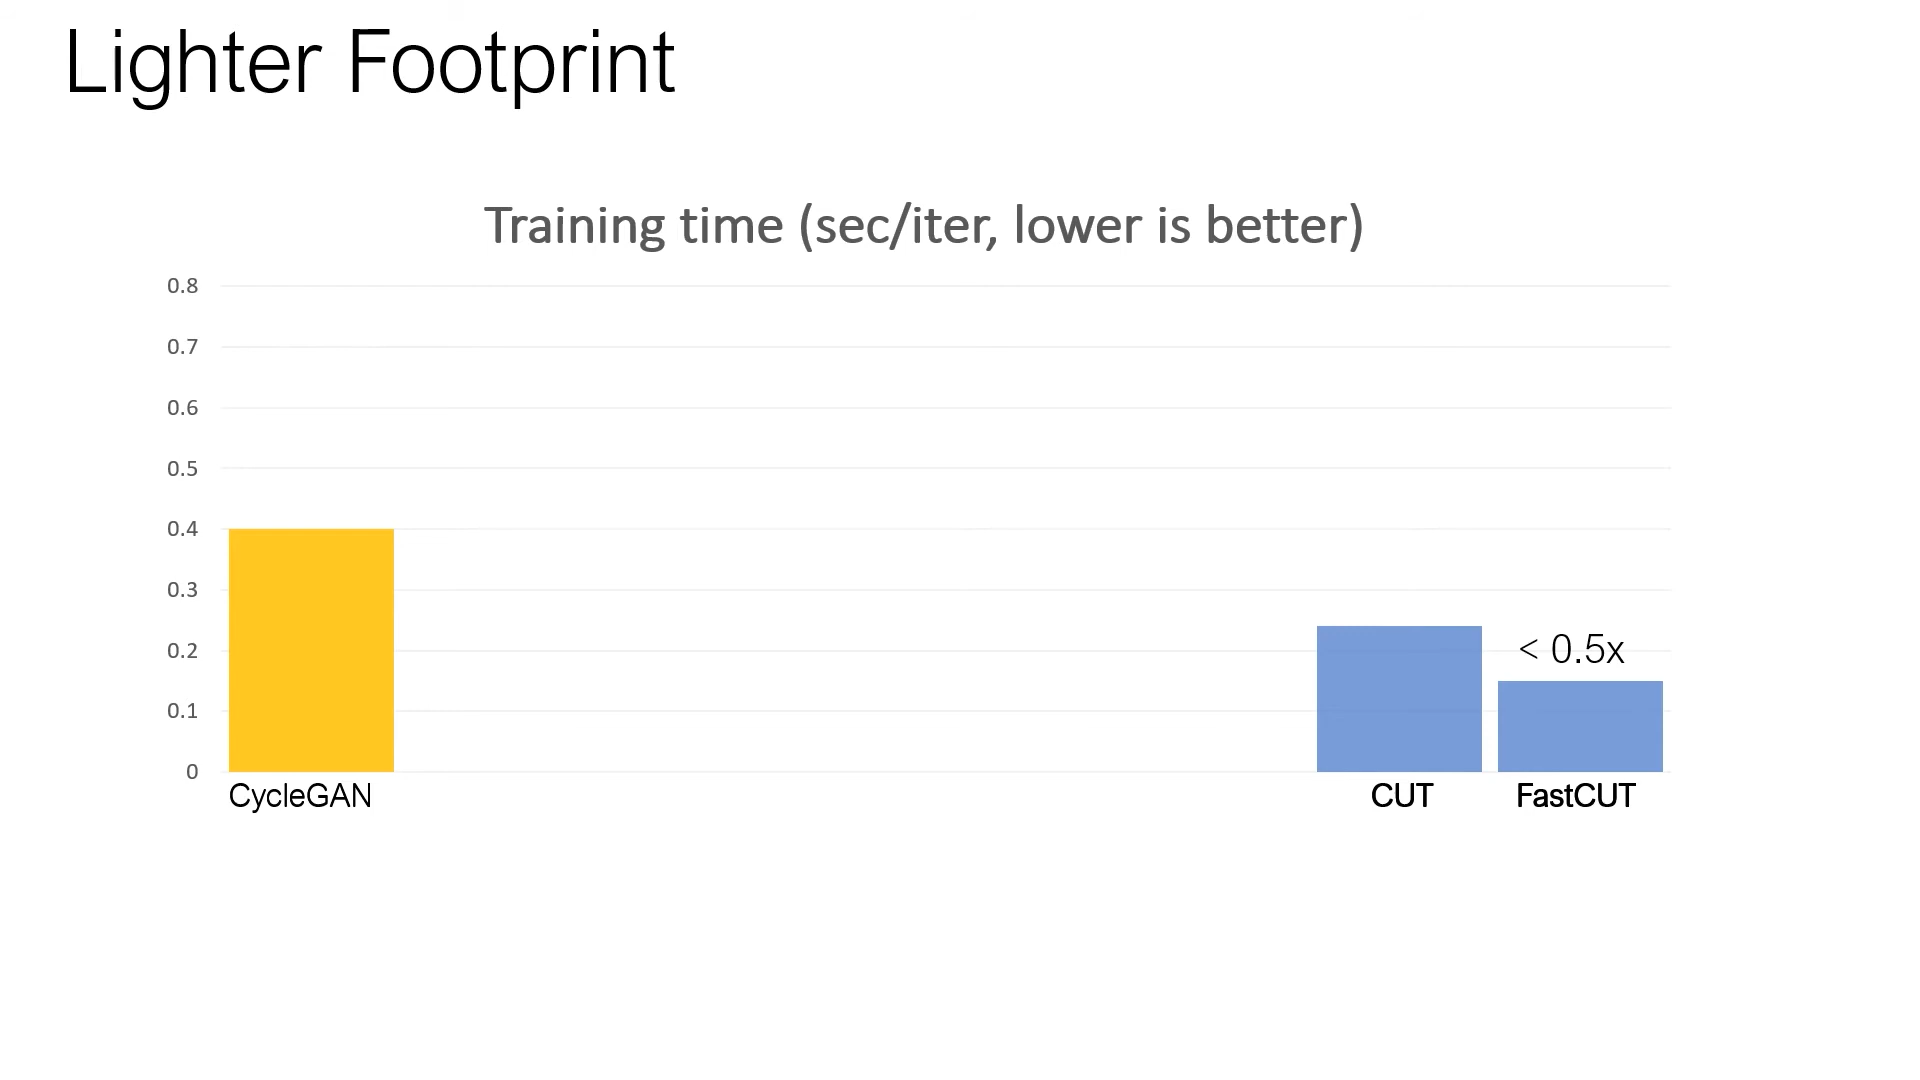 Lighter Footprint
Training time (sec/iter, lower is better)
0.8
0.7
0.6
0.5
0.4
0.3
0.2
0.1
0
< 0.5x
CycleGAN
CUT
FastCUT